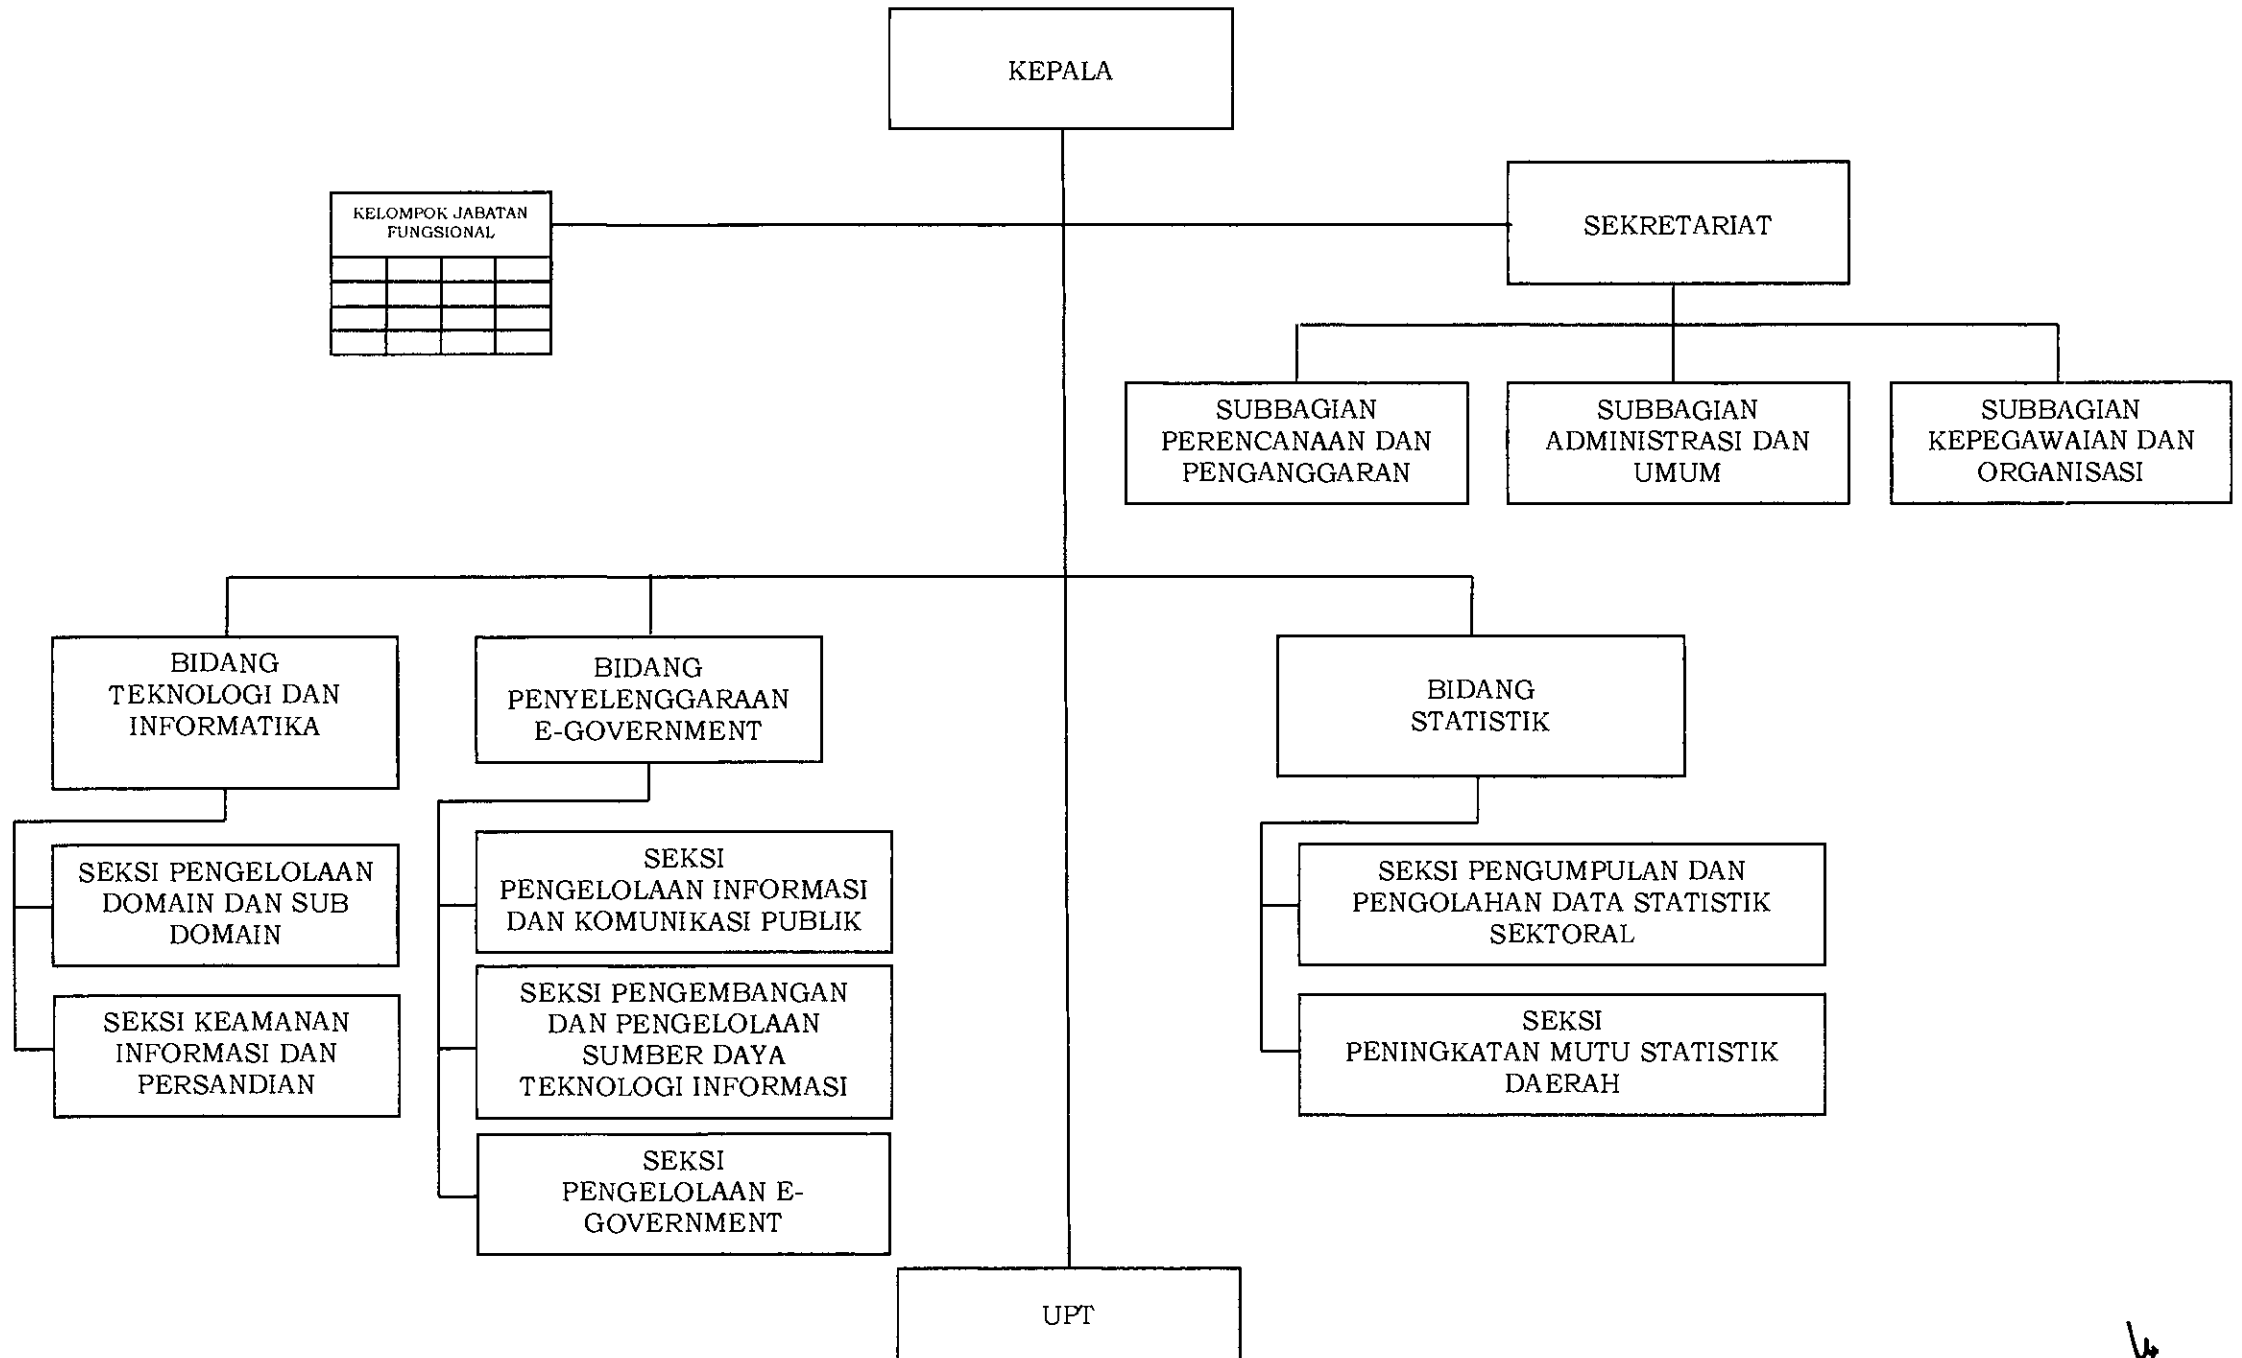 KEPALA
KELOMPOK JABATAN
FUNGSIONAL
SEKRETARIAT
SUBBAGIAN
PERENCANAAN DAN
PENGANGGARAN
SUBBAGIAN
ADMINISTRASI DAN
UMUM
SUBBAGIAN
KEPEGAWAIAN DAN
ORGANISASI
BIDANG
TEKNOLOGI DAN
INFORMATIKA
BIDANG
PENYELENGGARAAN
E-GOVERNMENT
BIDANG
STATISTIK
SEKSI PENGELOLAAN
DOMAIN DAN SUB
DOMAIN
SEKSI KEAMANAN
INFORMASI DAN
PERSANDIAN
SEKSI
PENGELOLAAN INFORMASI
DAN KOMUNIKASI PUBLIK
SEKSI PENGEMBANGAN
DAN PENGELOLAAN
SUMBER DAYA
TEKNOLOGI INFORMASI
SEKSI
PENGELOLAAN E-
GOVERNMENT
SEKSI PENGUMPULAN DAN
PENGOLAHAN DATA STATISTIK
SEKTORAL
SEKSI
PENINGKATAN MUTU STATISTIK
DAERAH
UPT